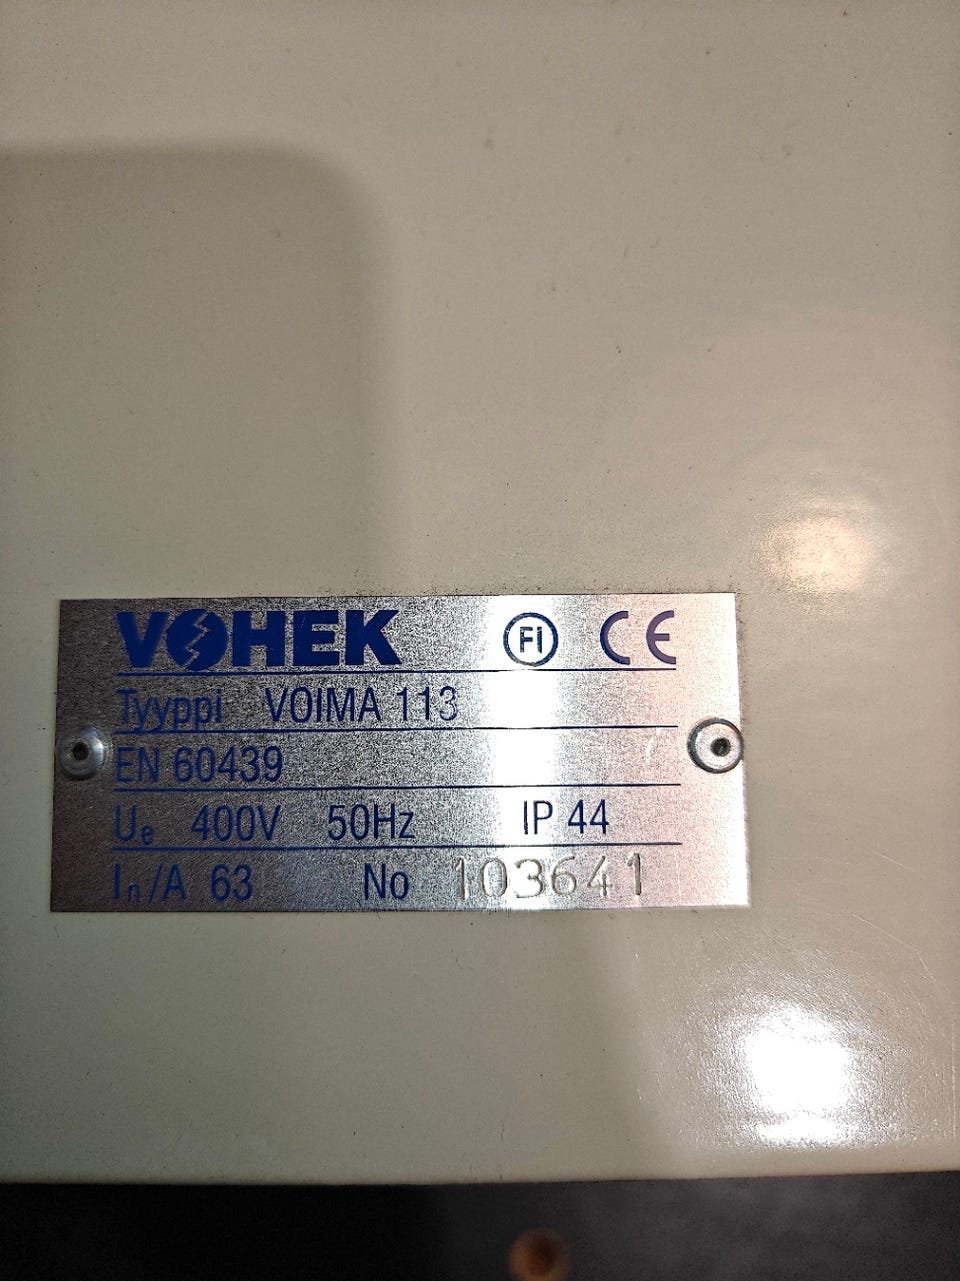 VOHEK FI CE
Tyyppi VOIMA 113
EN 60439
Ue 400V 50Hz IP 44
In/A 63 No 103641